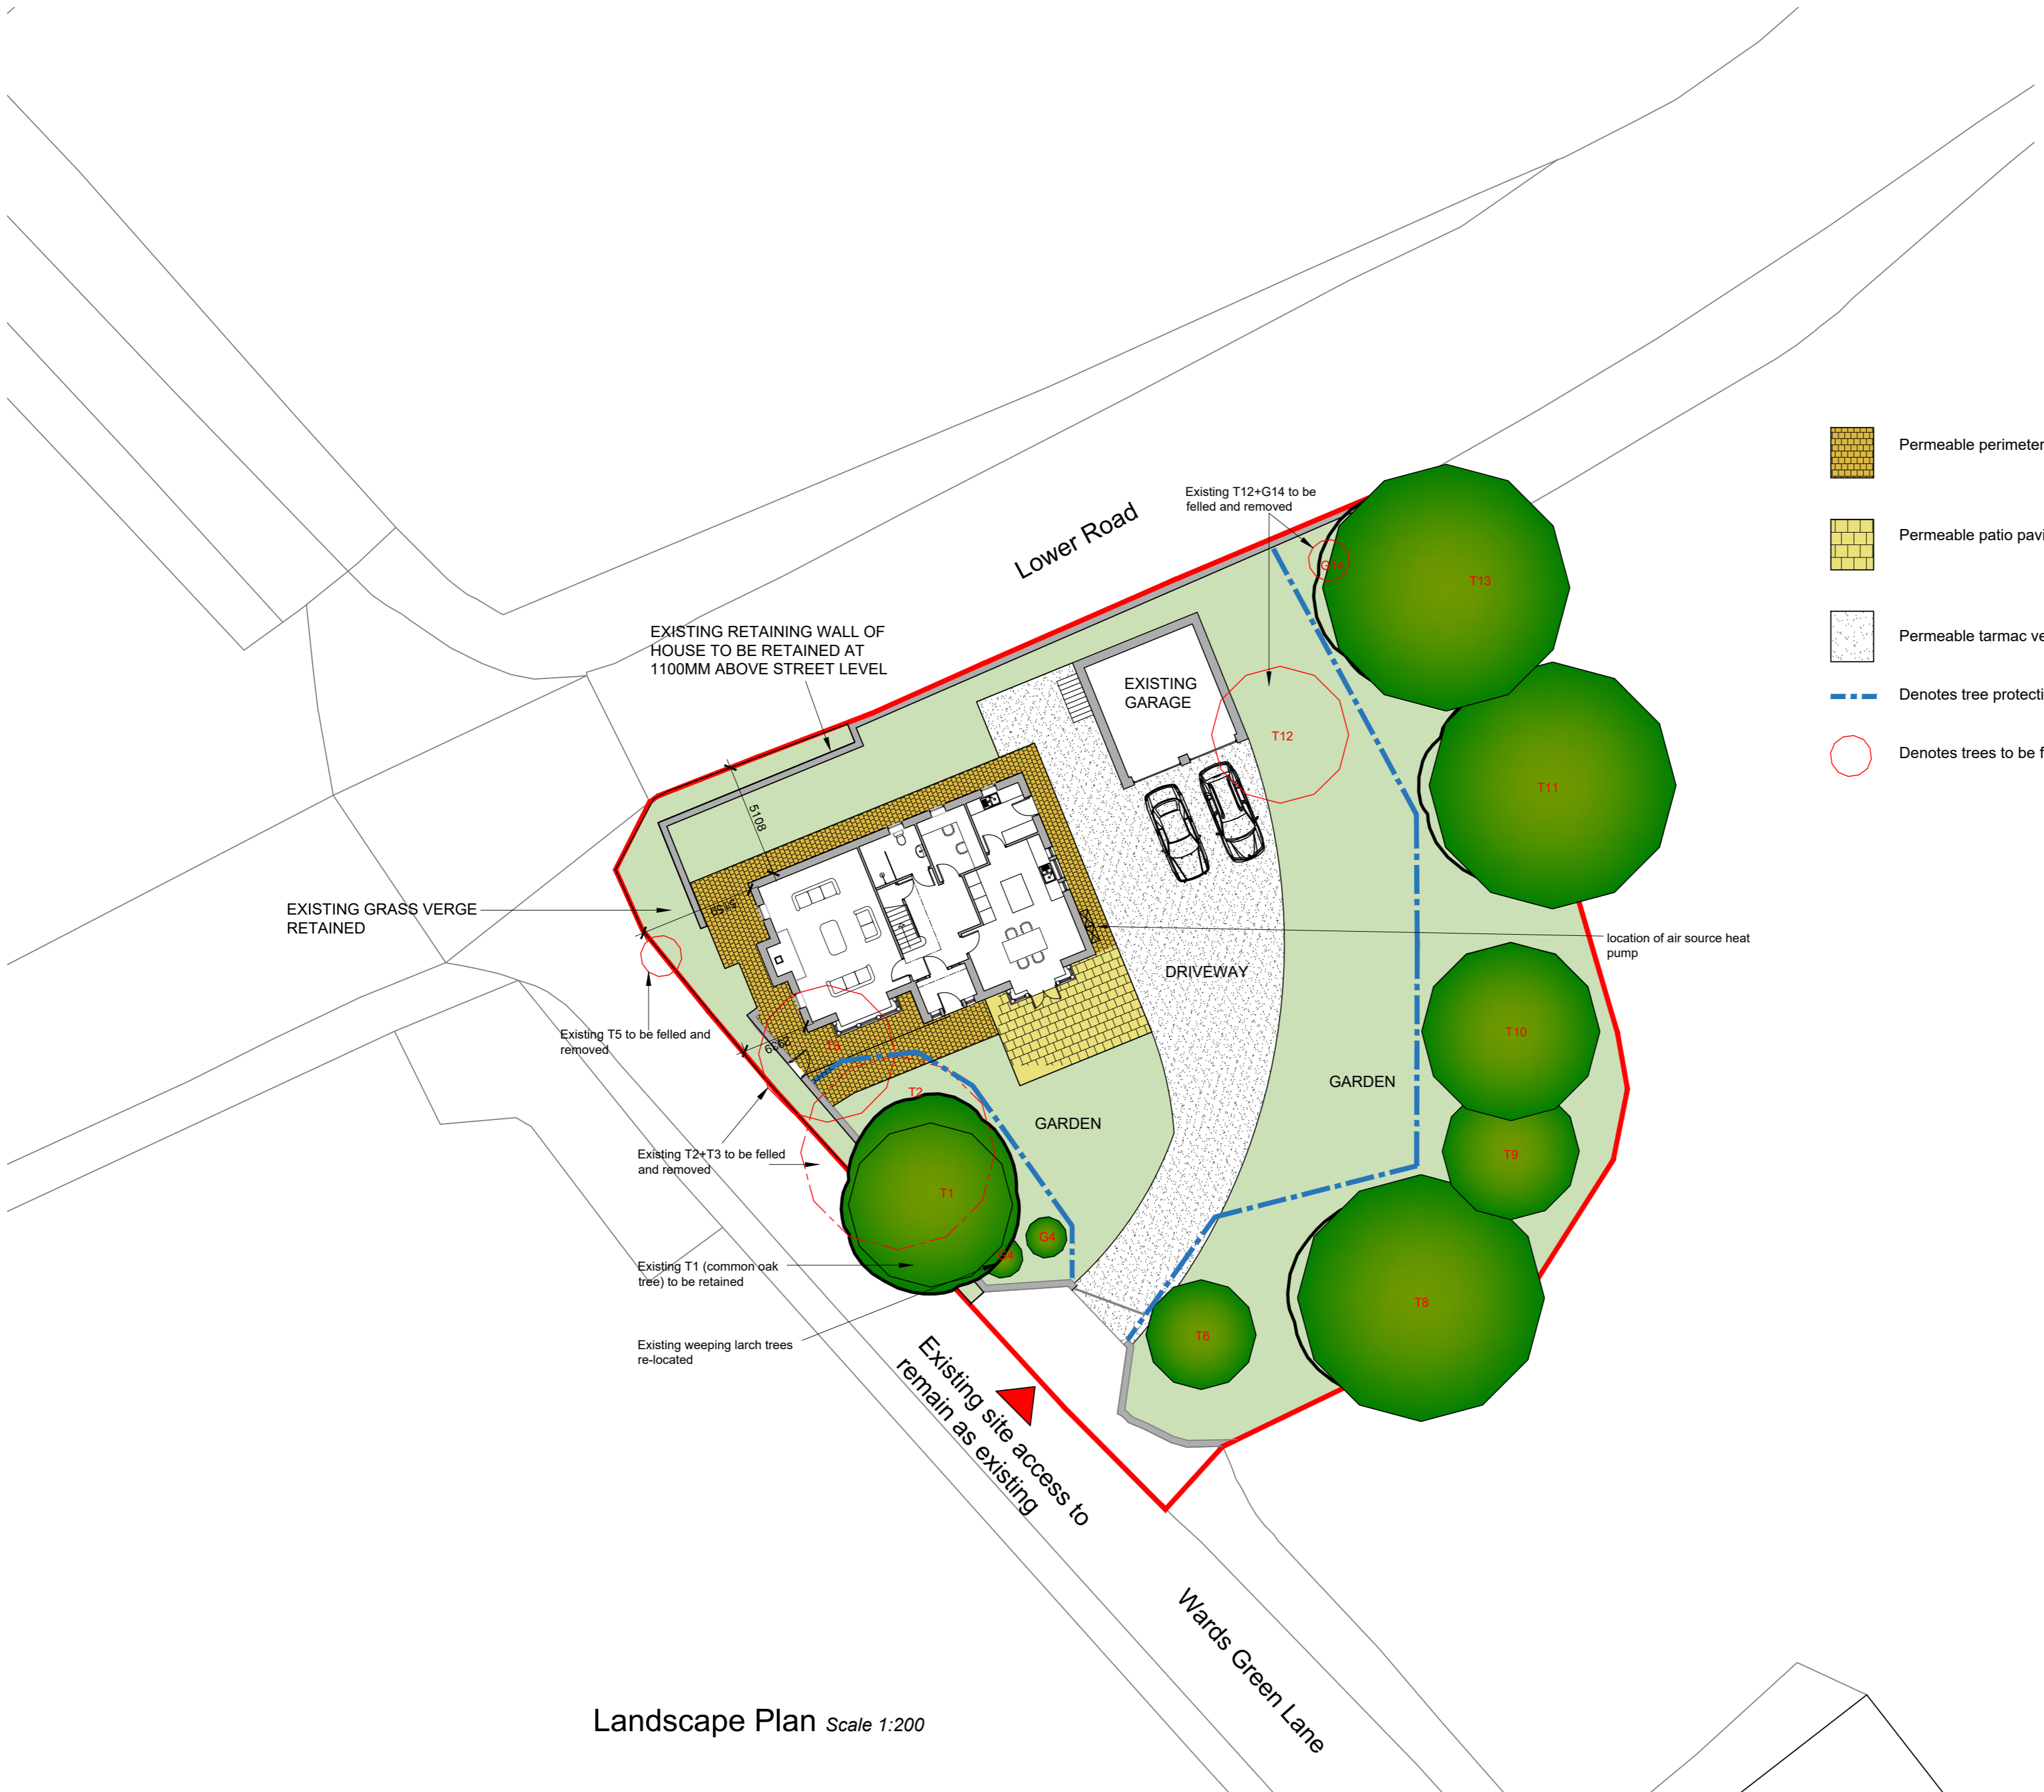 Permeable perimeter
Permeable patio
Permeable tarmac
Denotes tree
Denotes trees to be
Lower Road
Existing T12+G14 to be
felled and removed
G14
T13
EXISTING RETAINING WALL OF
HOUSE TO BE RETAINED AT
1100MM ABOVE STREET LEVEL
EXISTING
GARAGE
T12
T11
5108
5159
EXISTING GRASS VERGE
RETAINED
location of air source heat
pump
DRIVEWAY
Existing T5 to be felled and
removed
T3
T10
T2
GARDEN
GARDEN
Existing T2+T3 to be felled
and removed
T9
T1
G4
G4
Existing T1 (common oak
tree) to be retained
T8
T6
Existing weeping larch trees
re-located
Existing site access to
remain as existing
Wards Green Lane
Landscape Plan Scale 1:200